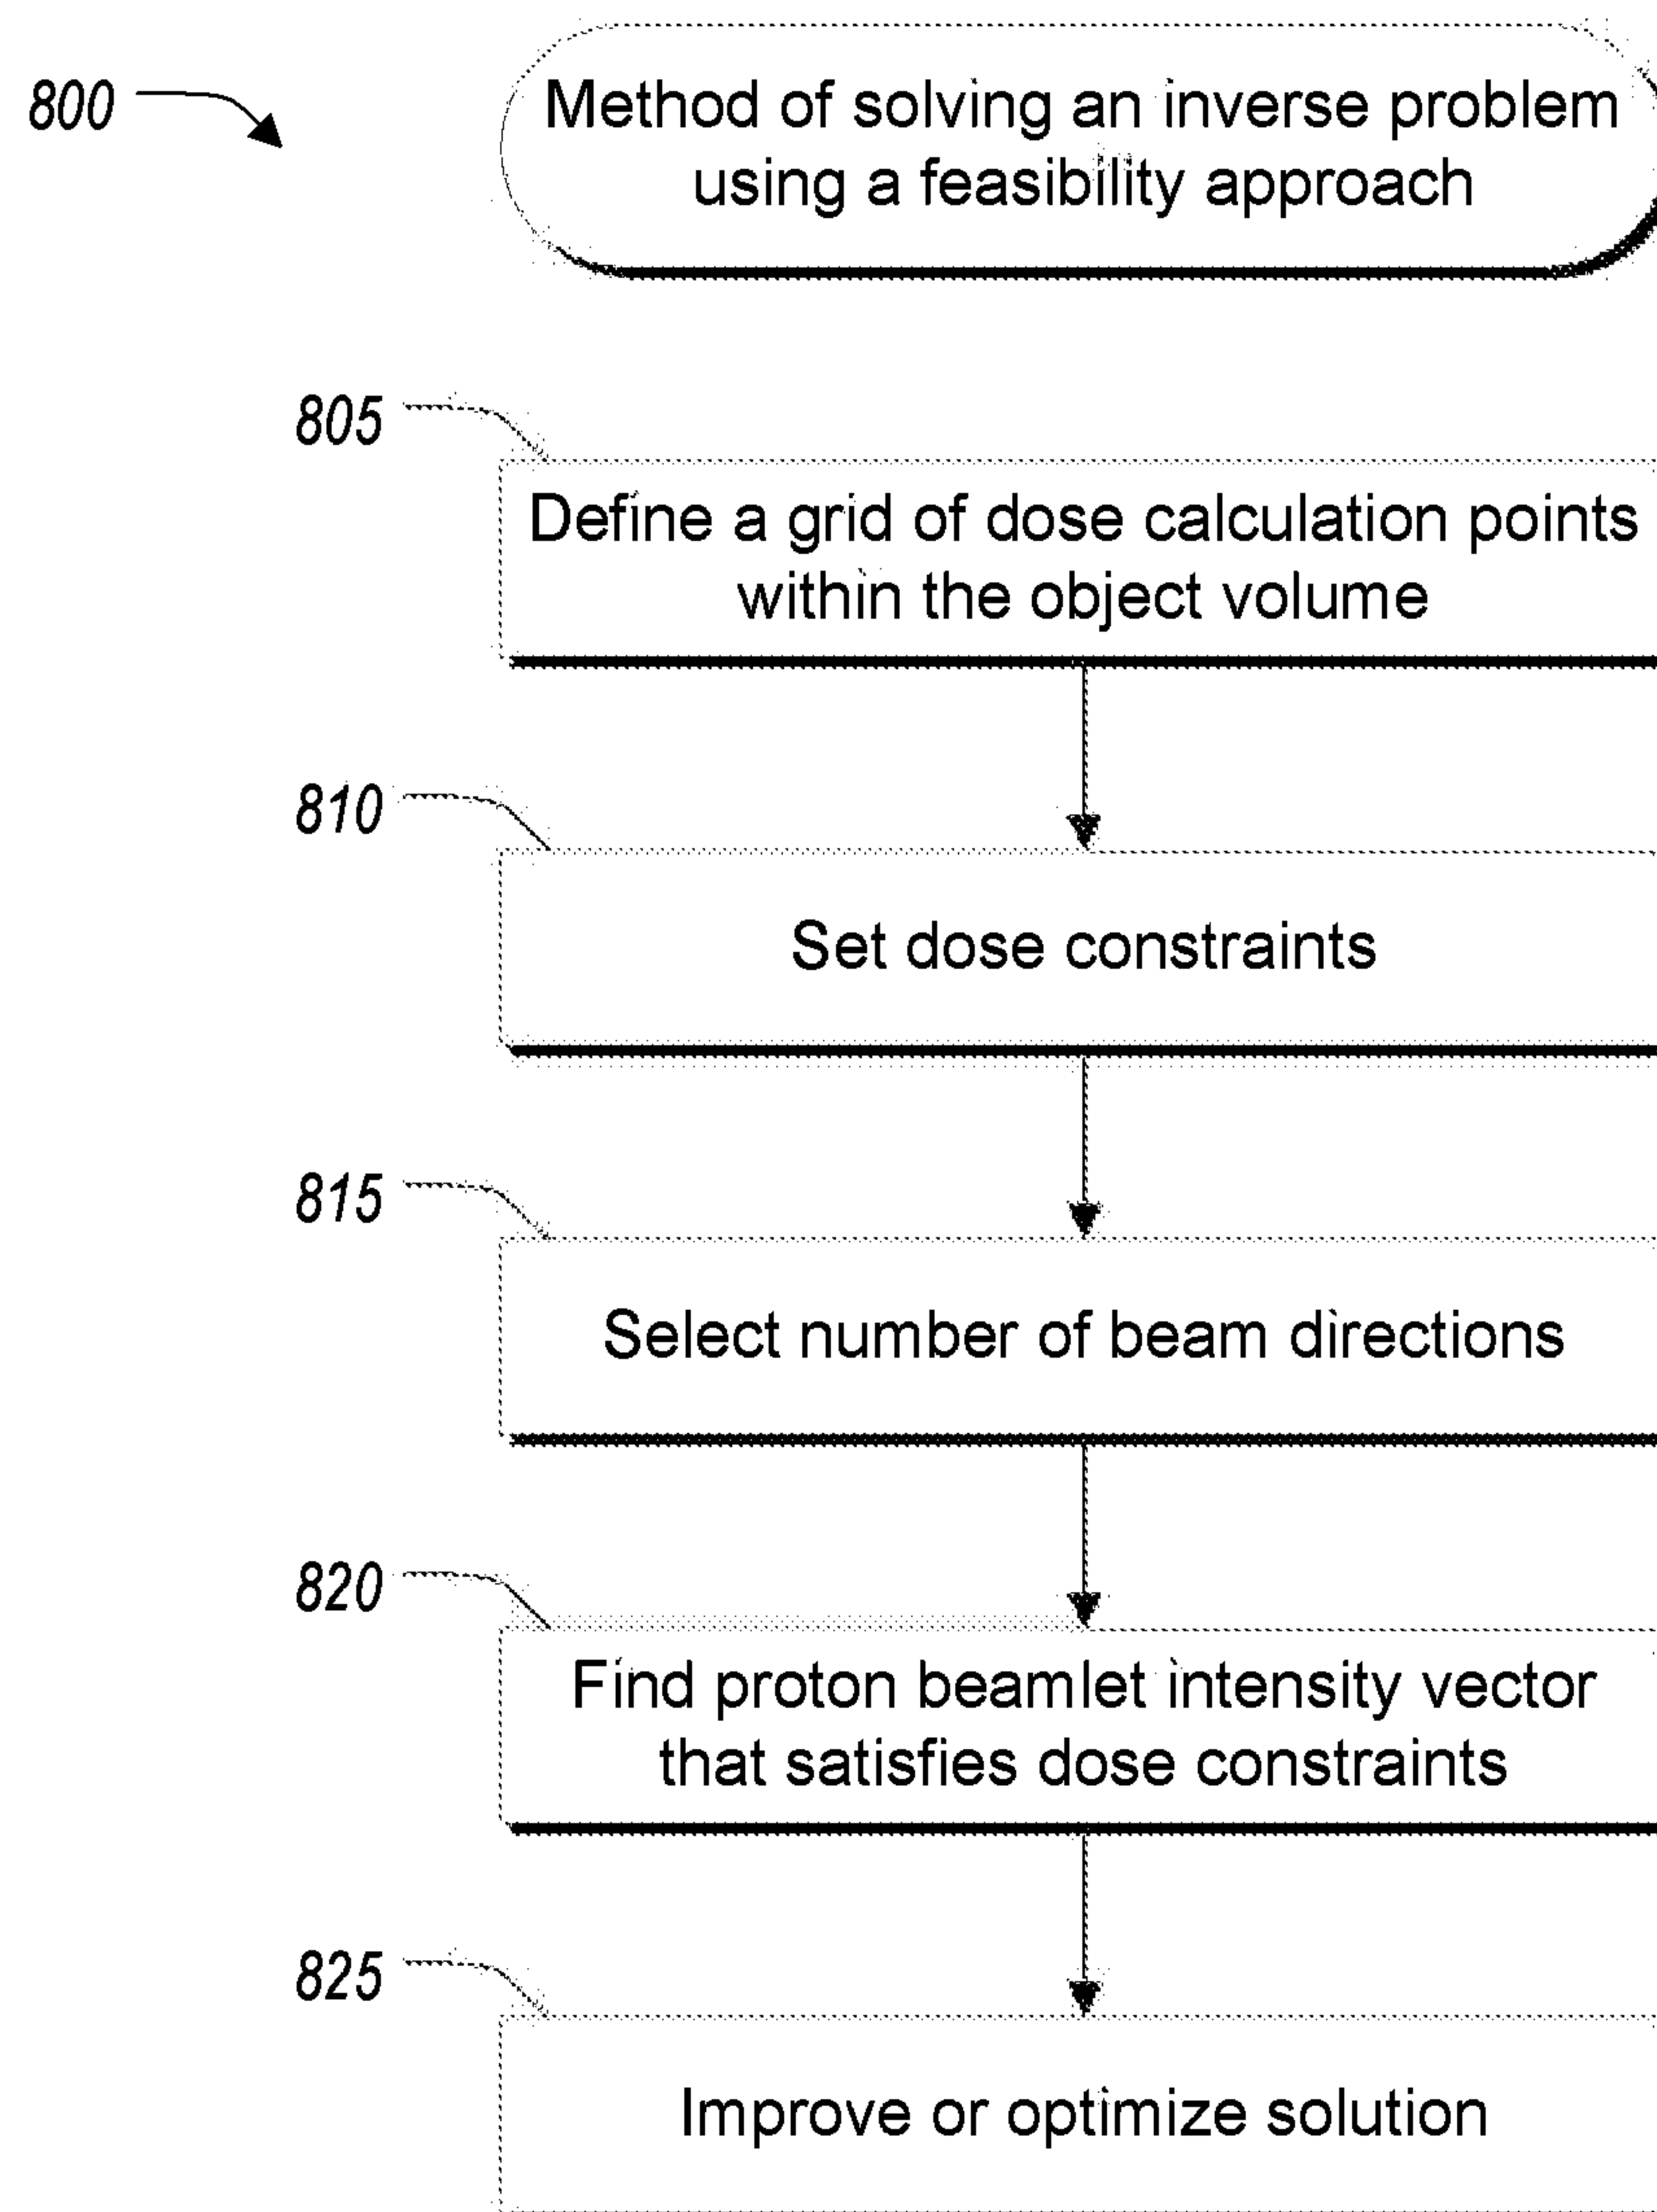 800
Method of solving an inverse problem
using a feasibility approach
805
Define a grid of dose calculation points
within the object volume
810
Set dose constraints
815
Select number of beam directions
820
Find proton beamlet intensity vector
that satisfies dose constraints
825
Improve or optimize solution